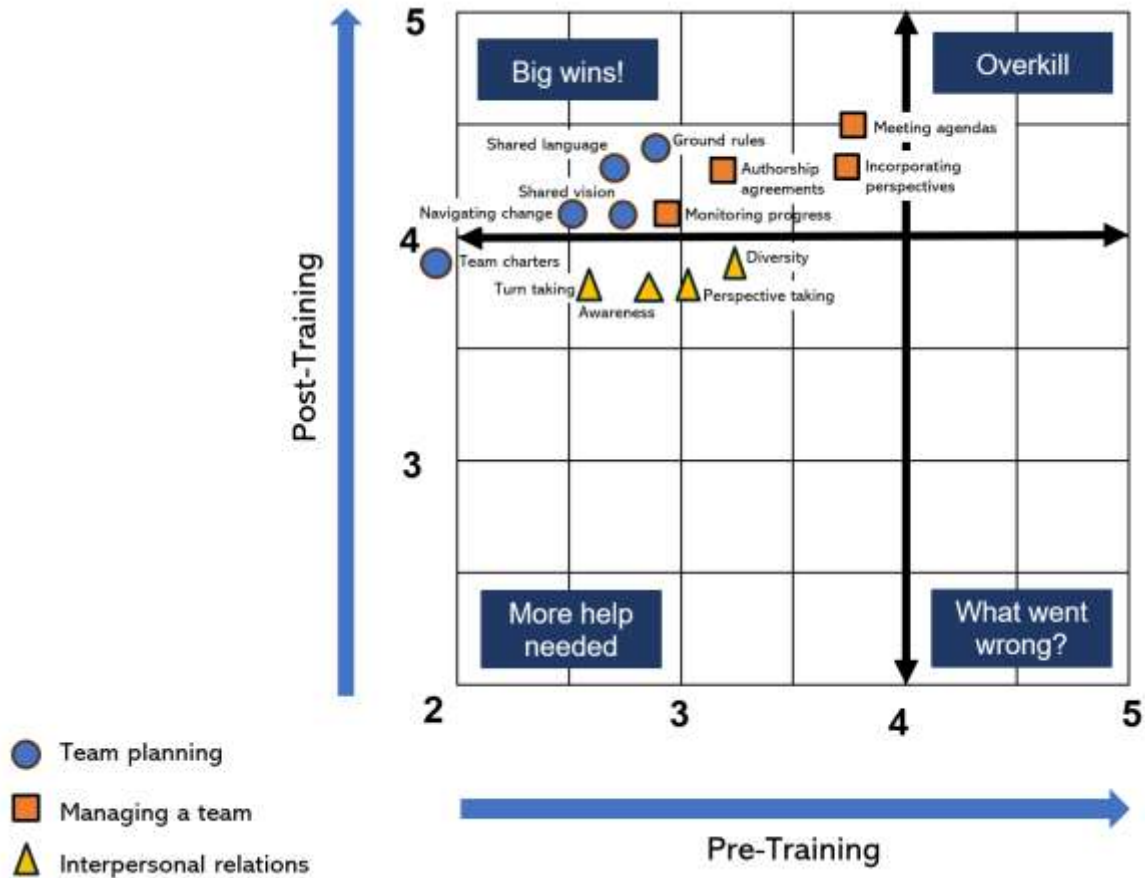 5
Big wins!
Overkill
Meeting agendas
Shared language
Ground rules
Authorship
agreements
Incorporating
perspectives
Shared vision
Navigating change
Monitoring progress
4
Team charters
Diversity
Turn taking
Perspective taking
Awareness
Post-Training
3
More help
needed
What went
wrong?
2
3
4
5
Team planning
Managing a team
Interpersonal relations
Pre-Training